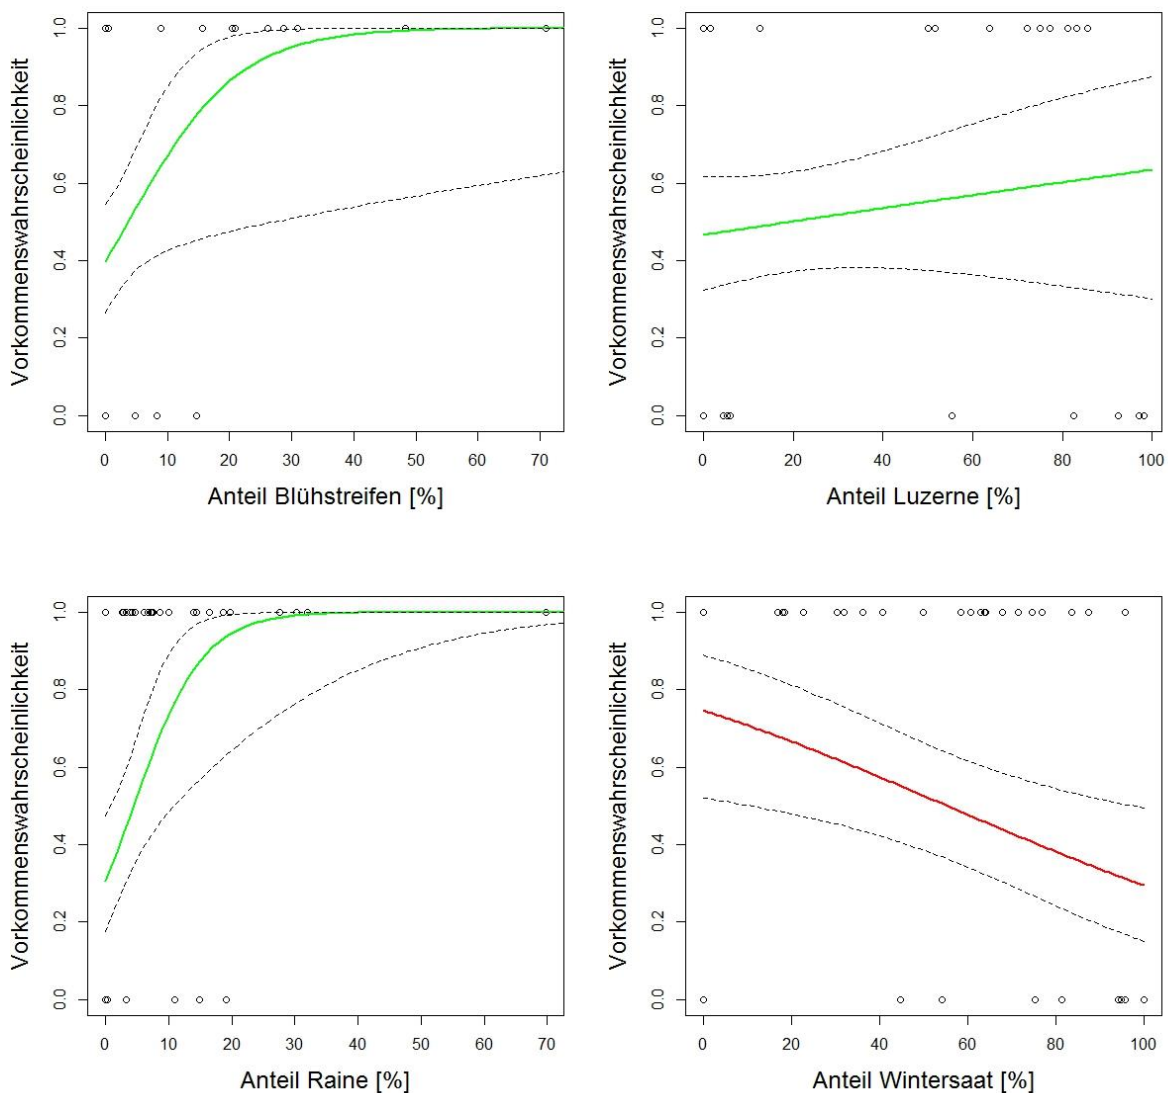 Vorkommenswahrscheinlichkeit
0.0 0.2 0.4 0.6 0.8 1.0
0 10 20 30 40 50 60 70
Anteil Blühstreifen [%]
Vorkommenswahrscheinlichkeit
0.0 0.2 0.4 0.6 0.8 1.0
0 20 40 60 80 100
Anteil Luzerne [%]
Vorkommenswahrscheinlichkeit
0.0 0.2 0.4 0.6 0.8 1.0
0 10 20 30 40 50 60 70
Anteil Raine [%]
Vorkommenswahrscheinlichkeit
0.0 0.2 0.4 0.6 0.8 1.0
0 20 40 60 80 100
Anteil Wintersaat [%]